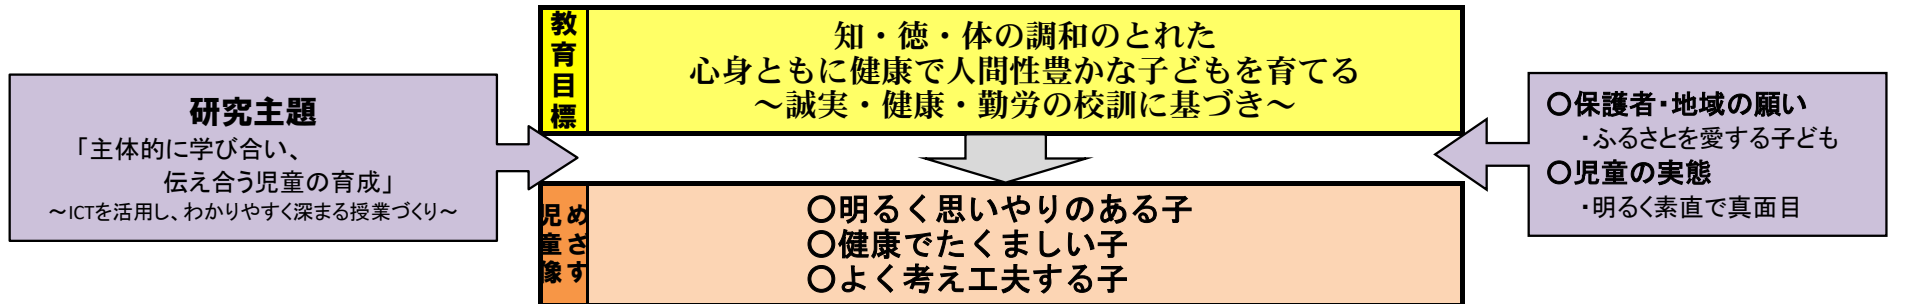 教育目標
知・徳・体の調和のとれた
心身ともに健康で人間性豊かな子どもを育てる
～誠実・健康・勤労の校訓に基づき～
研究主題
「主体的に学び合い、
伝え合う児童の育成」
～ICTを活用し、わかりやすく深まる授業づくり～
〇保護者・地域の願い
・ふるさとを愛する子ども
〇児童の実態
・明るく素直で真面目
めざす
児童像
〇明るく思いやりのある子
〇健康でたくましい子
〇よく考え工夫する子